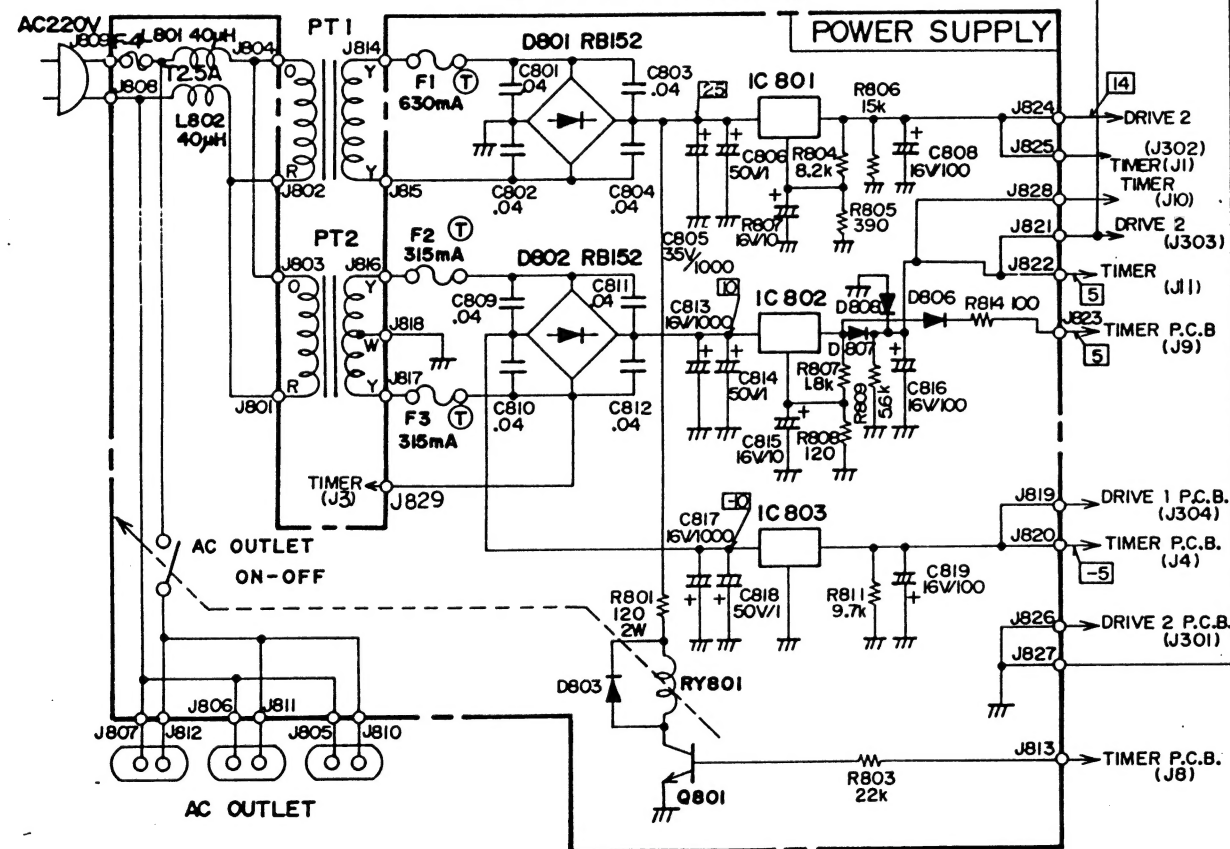 POWER SUPPLY
AC220V
J809
F4
L801 40μH
J804
PT1
J814
D801 RB152
T2.5A
J808
L802
40μH
O
R
Y
Y
F1
T
630mA
C801
.04
C803
.04
25
IC801
R806
15k
J824
14
DRIVE 2
(J302)
J825
TIMER(J1)
J828
TIMER
(J10)
J821
DRIVE 2
(J303)
J822
TIMER
(J11)
5
J802
J815
C802
.04
C804
.04
C805
35V/1000
C806
50V/1
R804
8.2k
C808
16V/100
R807
16V/10
R805
390
PT2
J803
J816
F2
T
315mA
D802 RB152
O
R
Y
W
Y
J818
J817
J801
F3
T
315mA
C809
.04
C811
.04
C810
.04
C812
.04
C813
16V/1000
10
IC802
D808
D806
R814 100
J823
TIMER P.C.B
(J9)
5
D807
C814
50V/1
R807
1.8k
R809
5.6k
C816
16V/100
C815
16V/10
R808
120
TIMER
(J3)
J829
C817
16V/1000
-10
IC803
J819
DRIVE 1 P.C.B.
(J304)
J820
TIMER P.C.B.
(J4)
-5
AC OUTLET
ON-OFF
R801
120
2W
C818
50V/1
R811
9.7k
C819
16V/100
J826
DRIVE 2 P.C.B.
(J301)
J827
D803
RY801
J807
J812
J806
J811
J805
J810
J813
TIMER P.C.B.
(J8)
R803
22k
Q801
AC OUTLET